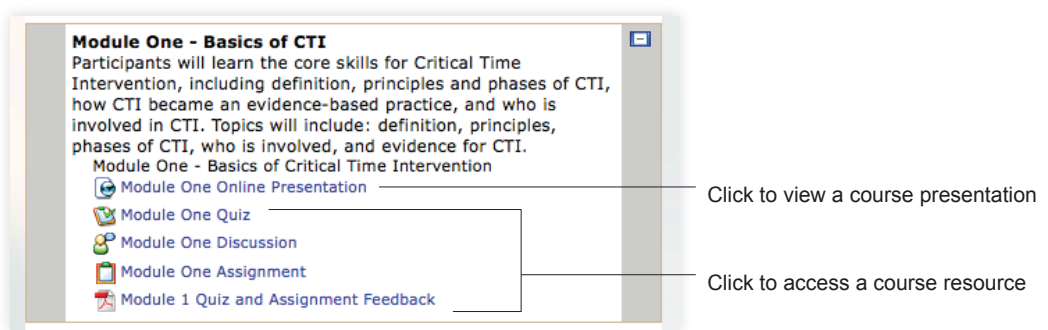 Module One - Basics of CTI
Participants will learn the core skills for Critical Time
Intervention, including definition, principles and phases of CTI,
how CTI became an evidence-based practice, and who is
involved in CTI. Topics will include: definition, principles,
phases of CTI, who is involved, and evidence for CTI.
Module One - Basics of Critical Time Intervention
Module One Online Presentation
Click to view a course presentation
Module One Quiz
Module One Discussion
Module One Assignment
Click to access a course resource
Module 1 Quiz and Assignment Feedback